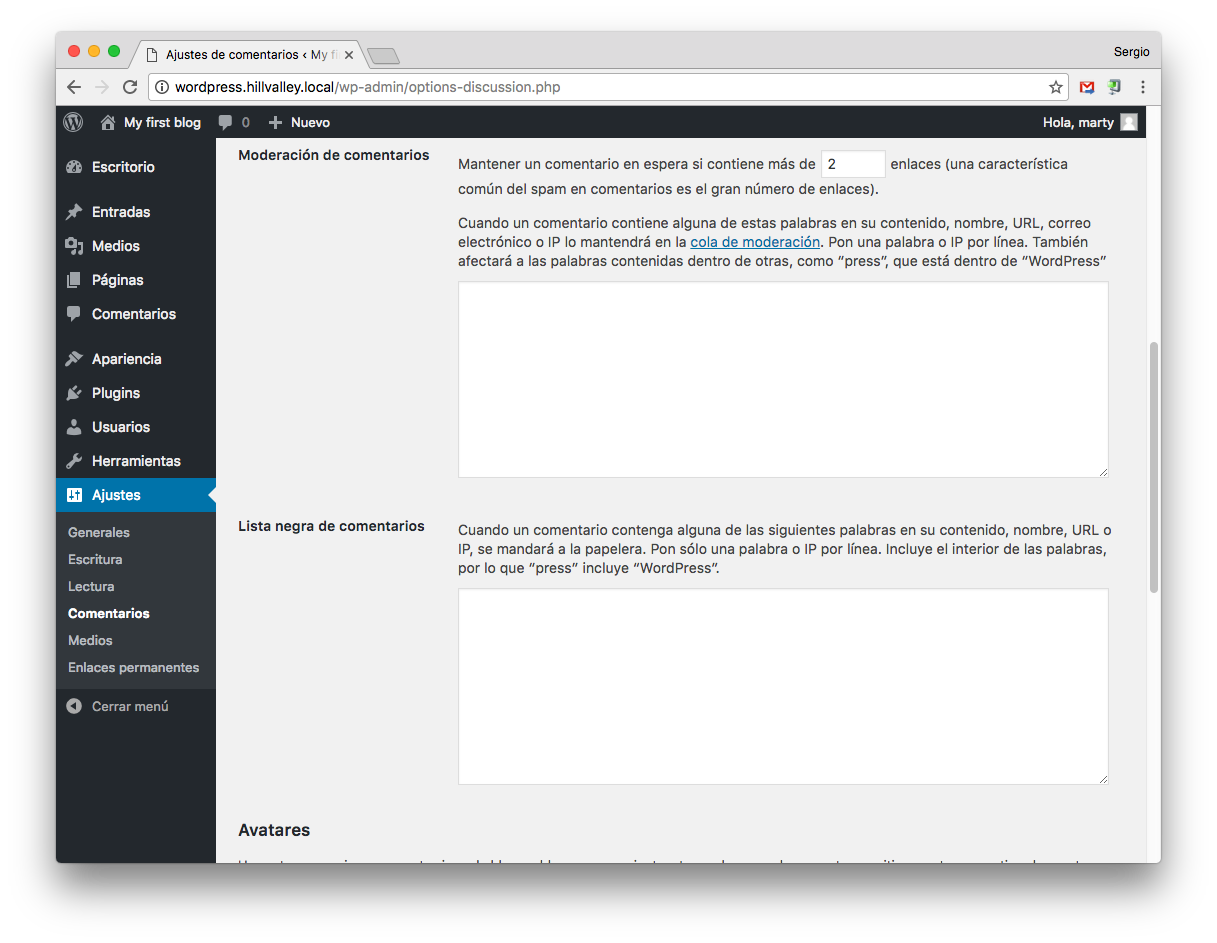 Ajustes de comentarios ‹ My fi
Sergio
wordpress.hillvalley.local/wp-admin/options-discussion.php
My first blog
0
Nuevo
Hola, marty
Escritorio
Entradas
Medios
Páginas
Comentarios
Apariencia
Plugins
Usuarios
Herramientas
Ajustes
Generales
Escritura
Lectura
Comentarios
Medios
Enlaces permanentes
Cerrar menú
Moderación de comentarios
Mantener un comentario en espera si contiene más de 2 enlaces (una característica
común del spam en comentarios es el gran número de enlaces).
Cuando un comentario contiene alguna de estas palabras en su contenido, nombre, URL, correo
electrónico o IP lo mantendrá en la cola de moderación. Pon una palabra o IP por línea. También
afectará a las palabras contenidas dentro de otras, como “press”, que está dentro de “WordPress”
Lista negra de comentarios
Cuando un comentario contenga alguna de las siguientes palabras en su contenido, nombre, URL o
IP, se mandará a la papelera. Pon sólo una palabra o IP por línea. Incluye el interior de las palabras,
por lo que “press” incluye “WordPress”.
Avatares